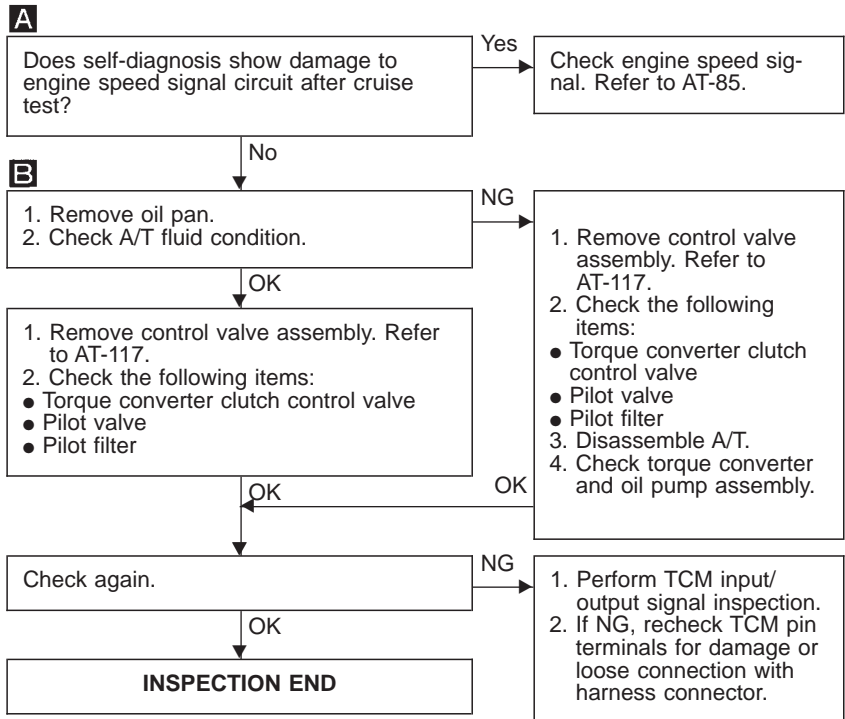 A
Does self-diagnosis show damage to
engine speed signal circuit after cruise
test?
Yes
Check engine speed sig-
nal. Refer to AT-85.
No
B
1. Remove oil pan.
2. Check A/T fluid condition.
NG
1. Remove control valve
assembly. Refer to
AT-117.
2. Check the following
items:
● Torque converter clutch
control valve
● Pilot valve
● Pilot filter
3. Disassemble A/T.
4. Check torque converter
and oil pump assembly.
OK
1. Remove control valve assembly. Refer
to AT-117.
2. Check the following items:
● Torque converter clutch control valve
● Pilot valve
● Pilot filter
OK
OK
Check again.
NG
1. Perform TCM input/
output signal inspection.
2. If NG, recheck TCM pin
terminals for damage or
loose connection with
harness connector.
OK
INSPECTION END